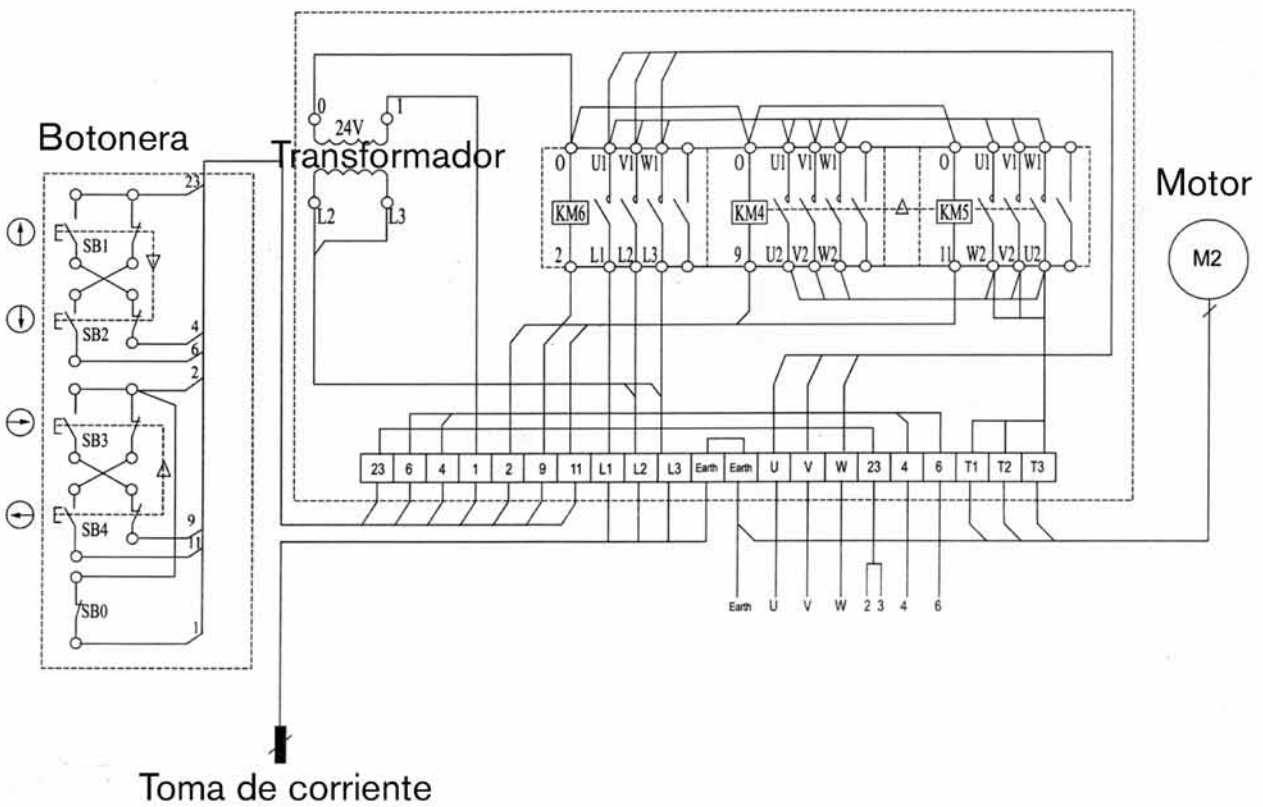 Botonera
23
SB1
SB2
4
6
2
SB3
SB4
9
11
SB0
1
Toma de corriente
0 1
24V
Transformador
L2 L3
O U1 V1 W1 O U1 V1 W1 O U1 V1 W1
KM6 KM4 KM5
2 L1 L2 L3 9 U2 V2 W2 11 W2 V2 U2
Motor
M2
23 6 4 1 2 9 11 L1 L2 L3 Earth Earth U V W 23 4 6 T1 T2 T3
Earth U V W 2 3 4 6